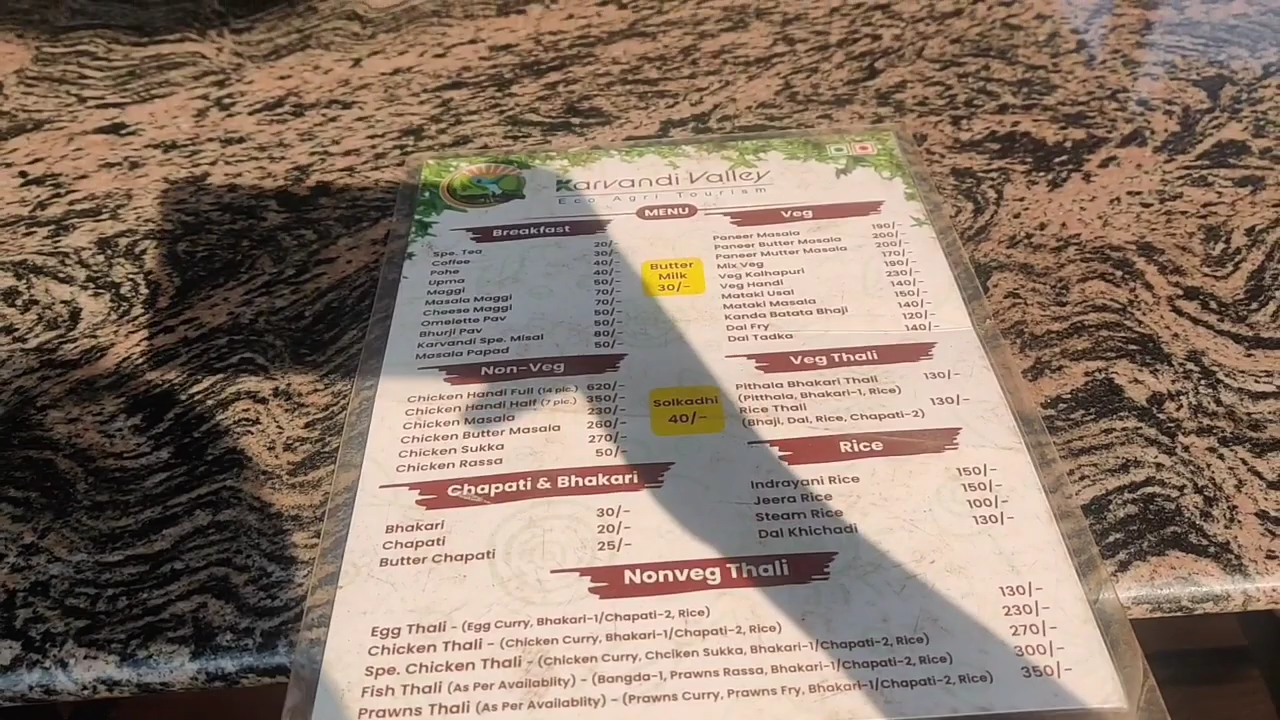 Karvandi Valley
Eco Agri Tourism
MENU
Breakfast
Spe. Tea 20/-
Coffee 30/-
Pohe 40/-
Upma 40/-
Maggi 50/-
Masala Maggi 70/-
Cheese Maggi 70/-
Omelette Pav 50/-
Bhurji Pav 50/-
Karvandi Spe. Misal 80/-
Masala Papad 50/-
Non-Veg
Chicken Handi Full (14 pic.) 620/-
Chicken Handi Half (7 pic.) 350/-
Chicken Masala 230/-
Chicken Butter Masala 260/-
Chicken Sukka 270/-
Chicken Rassa 50/-
Chapati & Bhakari
Bhakari 30/-
Chapati 20/-
Butter Chapati 25/-
Butter
Milk
30/-
Solkadhi
40/-
Veg
Paneer Masala 190/-
Paneer Butter Masala 200/-
Paneer Mutter Masala 200/-
Mix Veg 170/-
Veg Kolhapuri 190/-
Veg Handi 230/-
Mataki Usal 140/-
Mataki Masala 150/-
Kanda Batata Bhaji 140/-
Dal Fry 120/-
Dal Tadka 140/-
Veg Thali
Pithala Bhakari Thali 130/-
(Pitthala, Bhakari-1, Rice)
Rice Thali 130/-
(Bhaji, Dal, Rice, Chapati-2)
Rice
Indrayani Rice 150/-
Jeera Rice 150/-
Steam Rice 100/-
Dal Khichadi 130/-
Nonveg Thali
Egg Thali - (Egg Curry, Bhakari-1/Chapati-2, Rice) 130/-
Chicken Thali - (Chicken Curry, Bhakari-1/Chapati-2, Rice) 230/-
Spe. Chicken Thali - (Chicken Curry, Chciken Sukka, Bhakari-1/Chapati-2, Rice) 270/-
Fish Thali (As Per Availablity) - (Bangda-1, Prawns Rassa, Bhakari-1/Chapati-2, Rice) 300/-
Prawns Thali (As Per Availablity) - (Prawns Curry, Prawns Fry, Bhakari-1/Chapati-2, Rice) 350/-